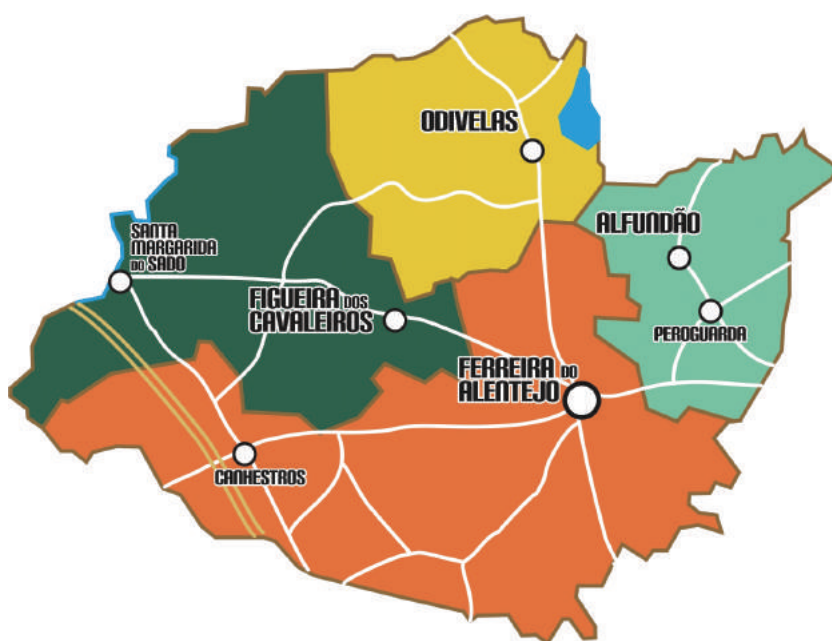 ODIVELAS
SANTA
MARGARIDA
DO SADO
ALFUNDÃO
FIGUEIRA DOS
CAVALEIROS
PEROGUARDA
FERREIRA DO
ALENTEJO
CANHESTROS